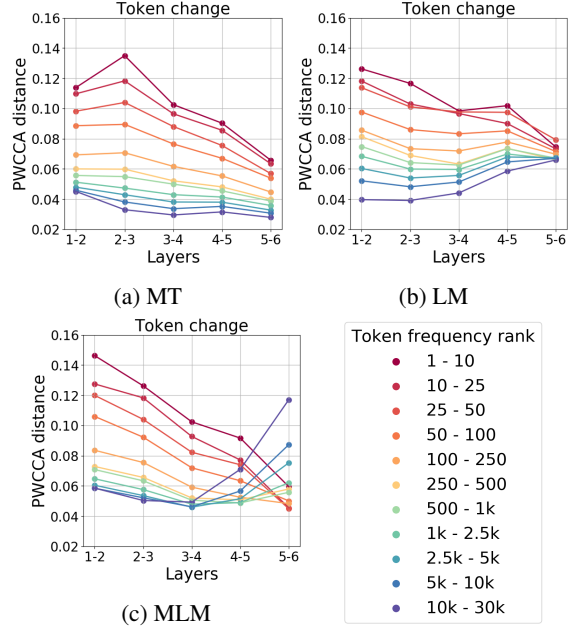 Token change
0.16
0.14
0.12
0.10
0.08
0.06
0.04
0.02
PWCCA distance
1-2 2-3 3-4 4-5 5-6
Layers
(a) MT
Token change
0.16
0.14
0.12
0.10
0.08
0.06
0.04
0.02
PWCCA distance
1-2 2-3 3-4 4-5 5-6
Layers
(b) LM
Token change
0.16
0.14
0.12
0.10
0.08
0.06
0.04
0.02
PWCCA distance
1-2 2-3 3-4 4-5 5-6
Layers
(c) MLM
Token frequency rank
1 - 10
10 - 25
25 - 50
50 - 100
100 - 250
250 - 500
500 - 1k
1k - 2.5k
2.5k - 5k
5k - 10k
10k - 30k